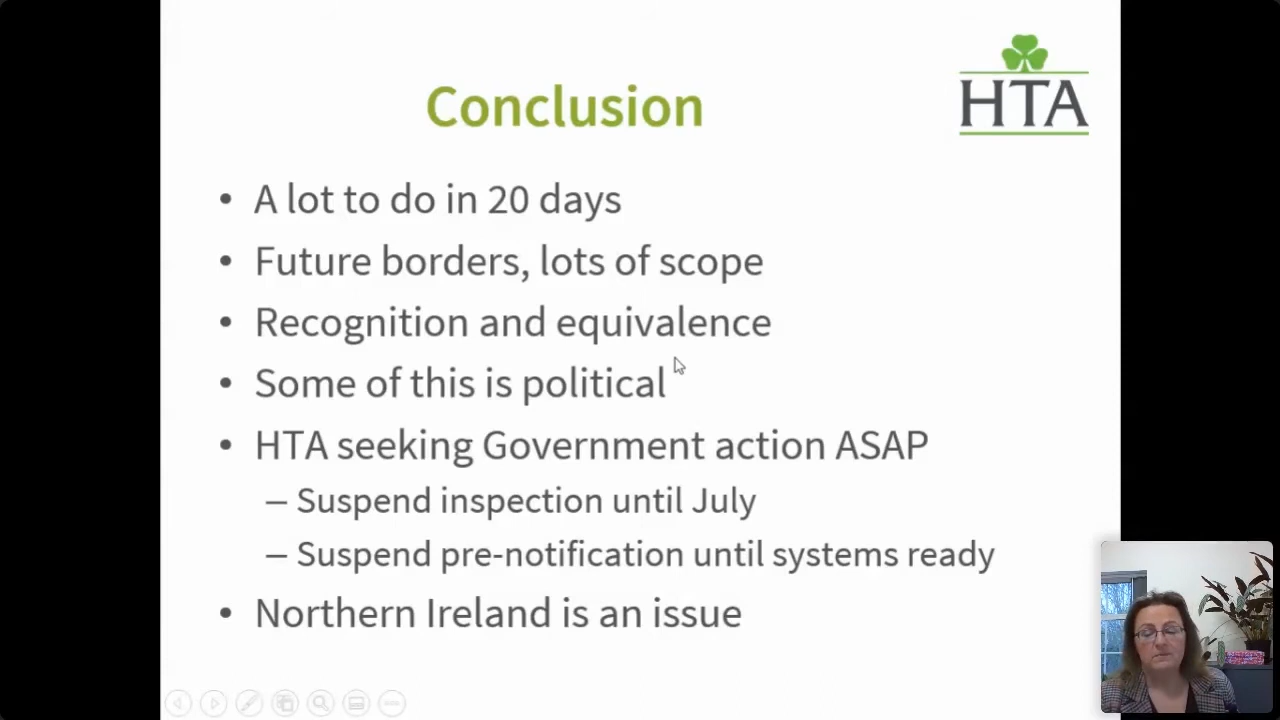 HTA
Conclusion
• A lot to do in 20 days
• Future borders, lots of scope
• Recognition and equivalence
• Some of this is political
• HTA seeking Government action ASAP
– Suspend inspection until July
– Suspend pre-notification until systems ready
• Northern Ireland is an issue